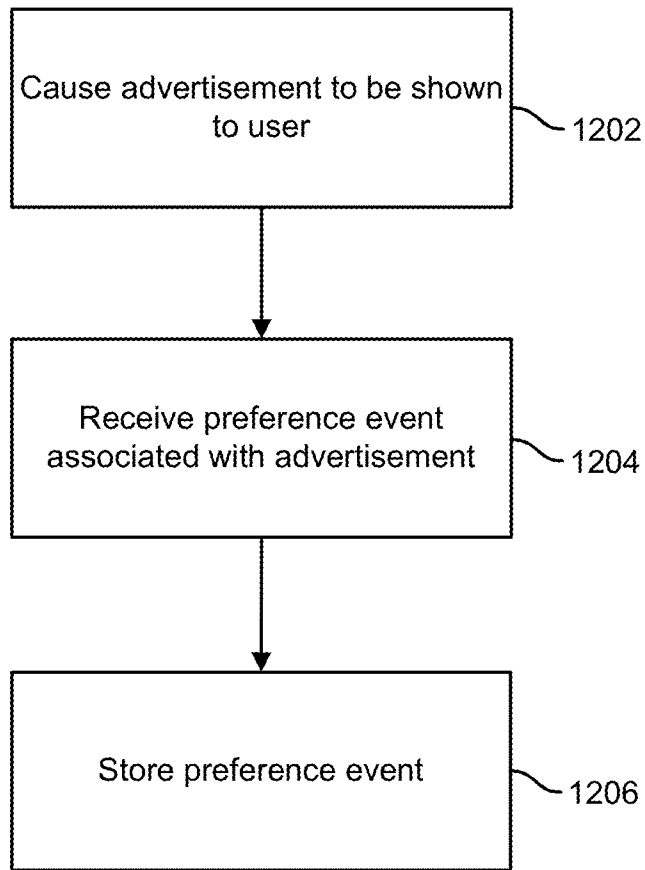 Cause advertisement to be shown
to user
1202
Receive preference event
associated with advertisement
1204
Store preference event
1206